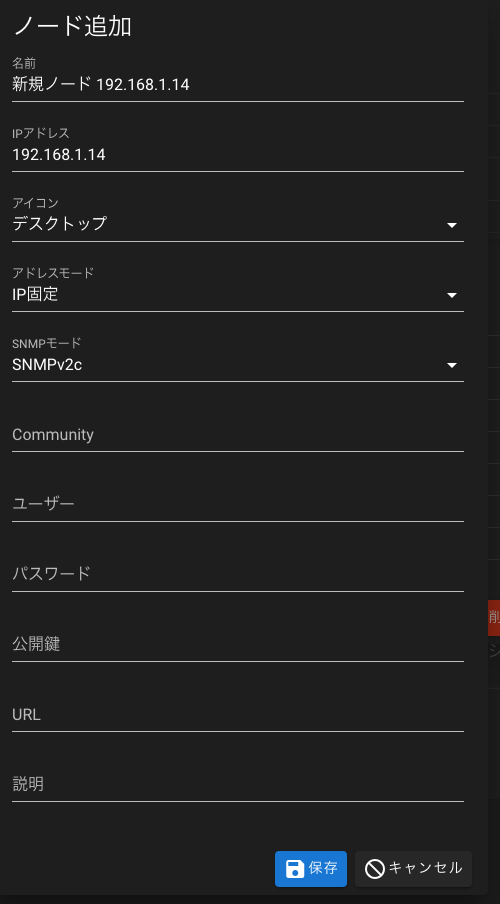 ノード追加
名前
新規ノード 192.168.1.14
IPアドレス
192.168.1.14
アイコン
デスクトップ
アドレスモード
IP固定
SNMPモード
SNMPv2c
Community
ユーザー
パスワード
公開鍵
削
URL
説明
保存 キャンセル